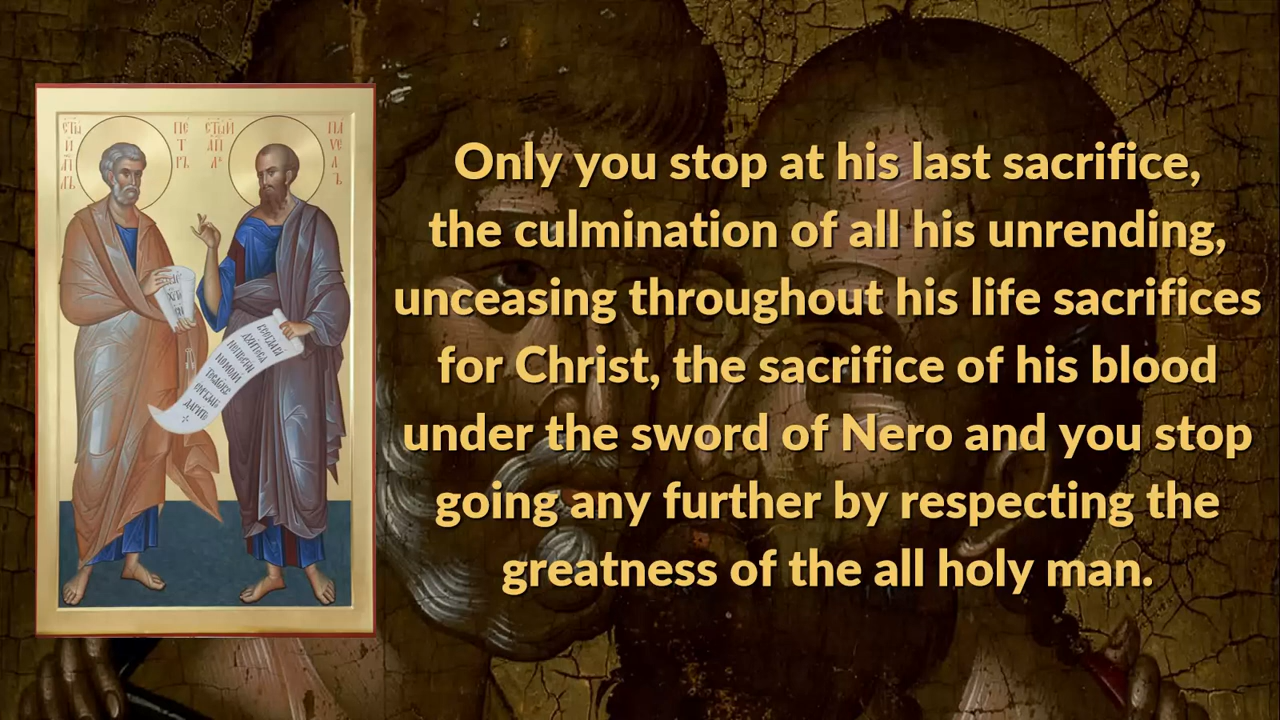 Only you stop at his last sacrifice,
the culmination of all his unrending,
unceasing throughout his life sacrifices
for Christ, the sacrifice of his blood
under the sword of Nero and you stop
going any further by respecting the
greatness of the all holy man.